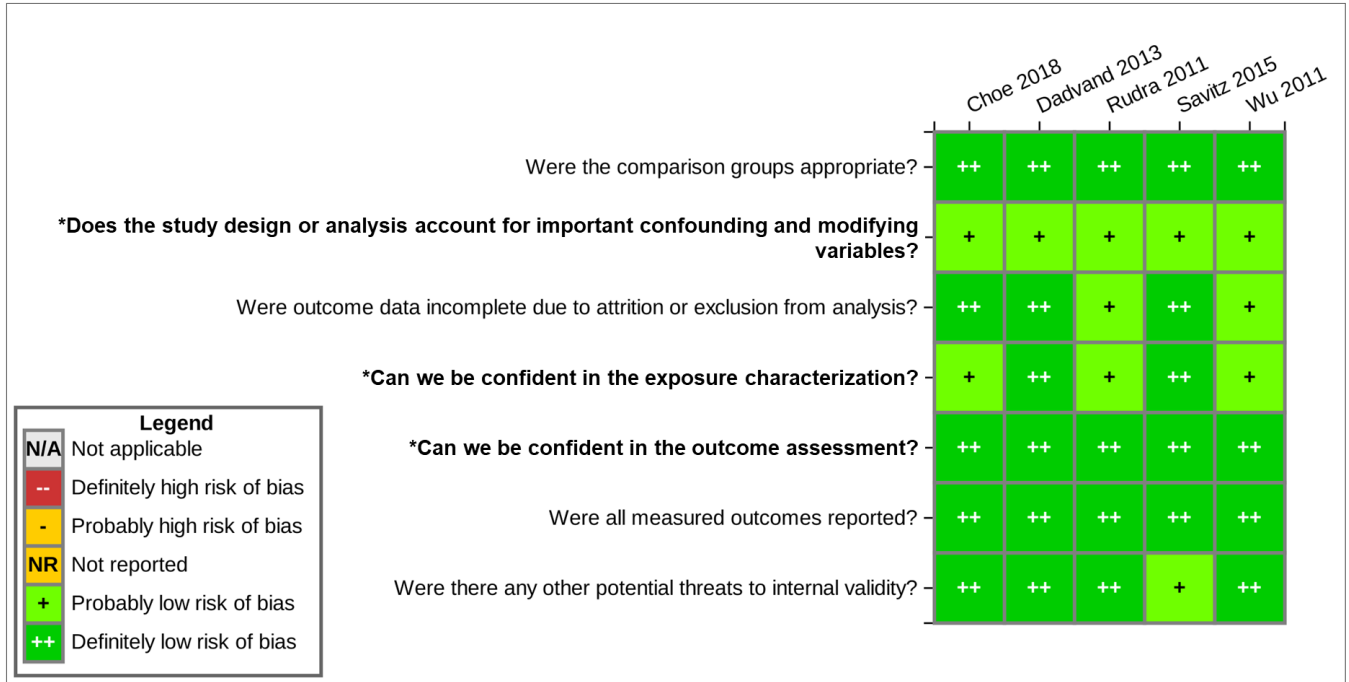 Choe 2018
Dadvand 2013
Rudra 2011
Savitz 2015
Wu 2011
Were the comparison groups appropriate?
++ ++ ++ ++ ++
*Does the study design or analysis account for important confounding and modifying
variables?
+ + + + +
Were outcome data incomplete due to attrition or exclusion from analysis?
++ ++ + ++ +
*Can we be confident in the exposure characterization?
+ ++ + ++ +
*Can we be confident in the outcome assessment?
++ ++ ++ ++ ++
Were all measured outcomes reported?
++ ++ ++ ++ ++
Were there any other potential threats to internal validity?
++ ++ ++ + ++
Legend
N/A Not applicable
-- Definitely high risk of bias
- Probably high risk of bias
NR Not reported
+ Probably low risk of bias
++ Definitely low risk of bias